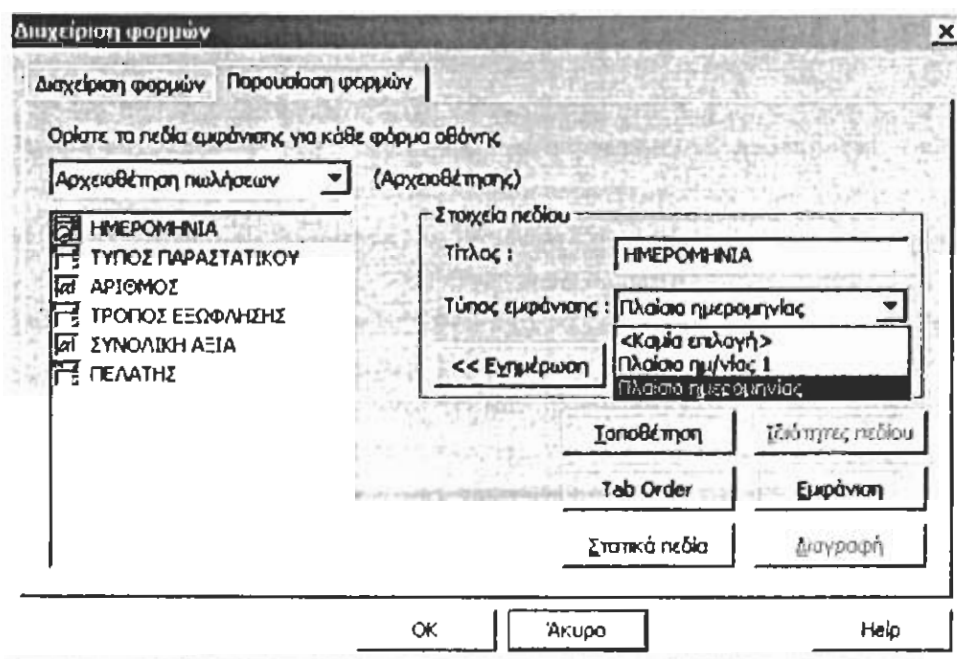 Διαχείριση φορμών
Διαχείριση φορμών Παρουσίαση φορμών
Ορίστε τα πεδία εμφάνισης για κάθε φόρμα οθόνης
Αρχειοθέτηση πωλήσεων (Αρχειοθέτησης)
ΗΜΕΡΟΜΗΝΙΑ
ΤΥΠΟΣ ΠΑΡΑΣΤΑΤΙΚΟΥ
ΑΡΙΘΜΟΣ
ΤΡΟΠΟΣ ΕΞΩΦΛΗΣΗΣ
ΣΥΝΟΛΙΚΗ ΑΞΙΑ
ΠΕΛΑΤΗΣ
Στοιχεία πεδίου
Τίτλος : ΗΜΕΡΟΜΗΝΙΑ
Τύπος εμφάνισης : Πλαίσιο ημερομηνίας
<Καμία επιλογή>
Πλαίσιο ημ/νίας 1
Πλαίσιο ημερομηνίας
<< Ενημέρωση
Τοποθέτηση Ιδιότητες πεδίου
Tab Order Εμφάνιση
Στατικά πεδία Διαγραφή
OK Άκυρο Help